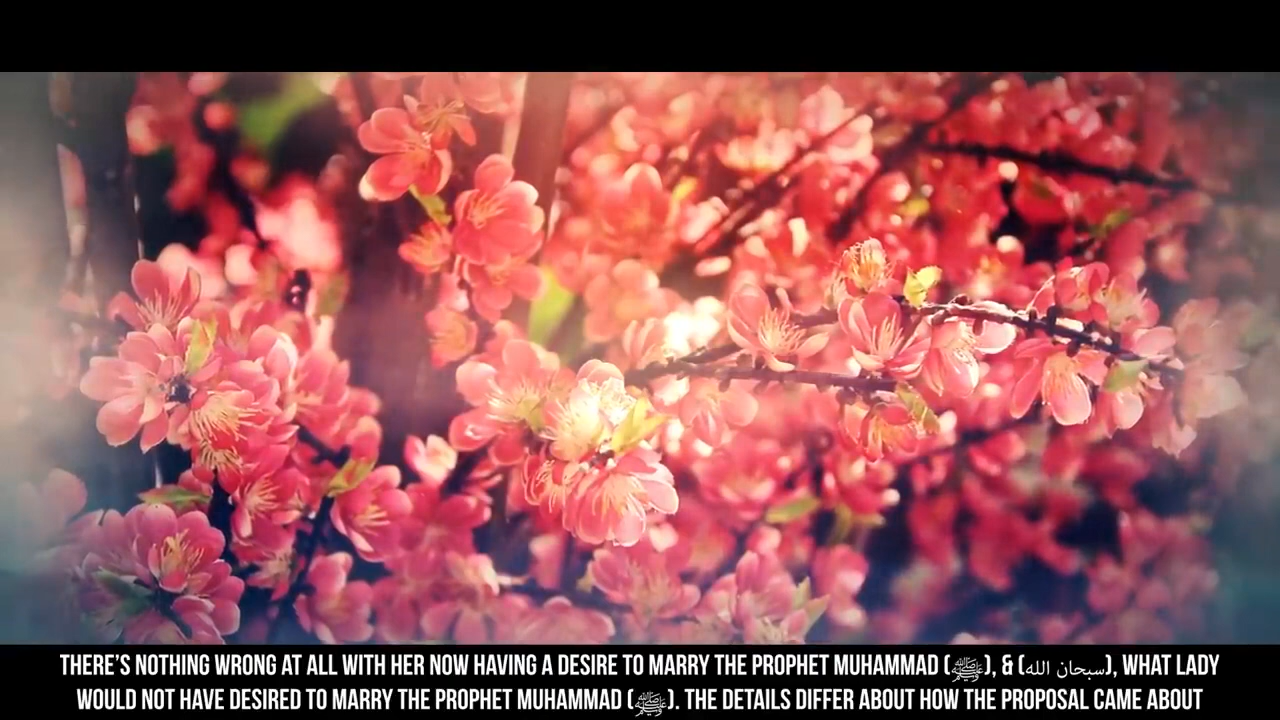 THERE'S NOTHING WRONG AT ALL WITH HER NOW HAVING A DESIRE TO MARRY THE PROPHET MUHAMMAD (ﷺ), & (سبحان الله), WHAT LADY
WOULD NOT HAVE DESIRED TO MARRY THE PROPHET MUHAMMAD (ﷺ). THE DETAILS DIFFER ABOUT HOW THE PROPOSAL CAME ABOUT